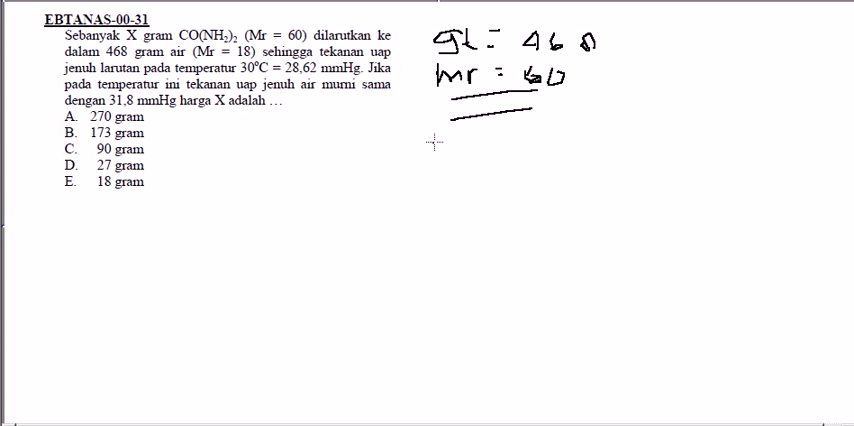 EBTANAS-00-31
Sebanyak X gram CO(NH₂)₂ (Mr = 60) dilarutkan ke
dalam 468 gram air (Mr = 18) sehingga tekanan uap
jenuh larutan pada temperatur 30°C = 28,62 mmHg. Jika
pada temperatur ini tekanan uap jenuh air murni sama
dengan 31,8 mmHg harga X adalah …
A. 270 gram
B. 173 gram
C. 90 gram
D. 27 gram
E. 18 gram
gt = 468
Mr = 60